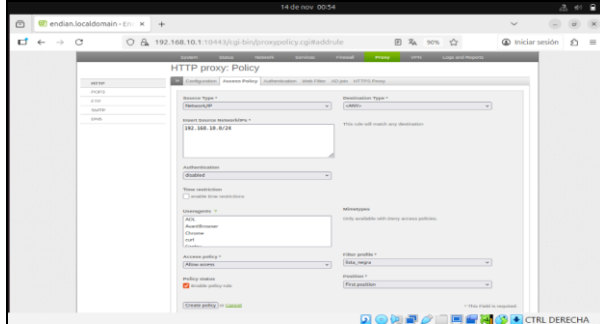 14 de nov 00:54
endian.localdomain - En
192.168.10.1:10443/cgi-bin/proxypolicy.cgi#addrule
90%
Iniciar sesión
System Status Network Services Firewall Proxy VPN Logs and Reports
HTTP proxy: Policy
HTTP
POP3
FTP
SMTP
DNS
Configuration Access Policy Authentication Web Filter AD join HTTPS Proxy
Source Type *
Network/IP
Destination Type *
<ANY>
Insert Source Network/IPs *
192.168.10.0/24
This rule will match any destination
Authentication
disabled
Time restriction
enable time restrictions
Useragents
AOL
AvantBrowser
Chrome
curl
Mimetypes
Only available with Deny access policies.
Access policy *
Allow access
Filter profile *
lista_negra
Policy status
enable policy rule
Position *
First position
Create policy or Cancel
* This Field is required.
CTRL DERECHA